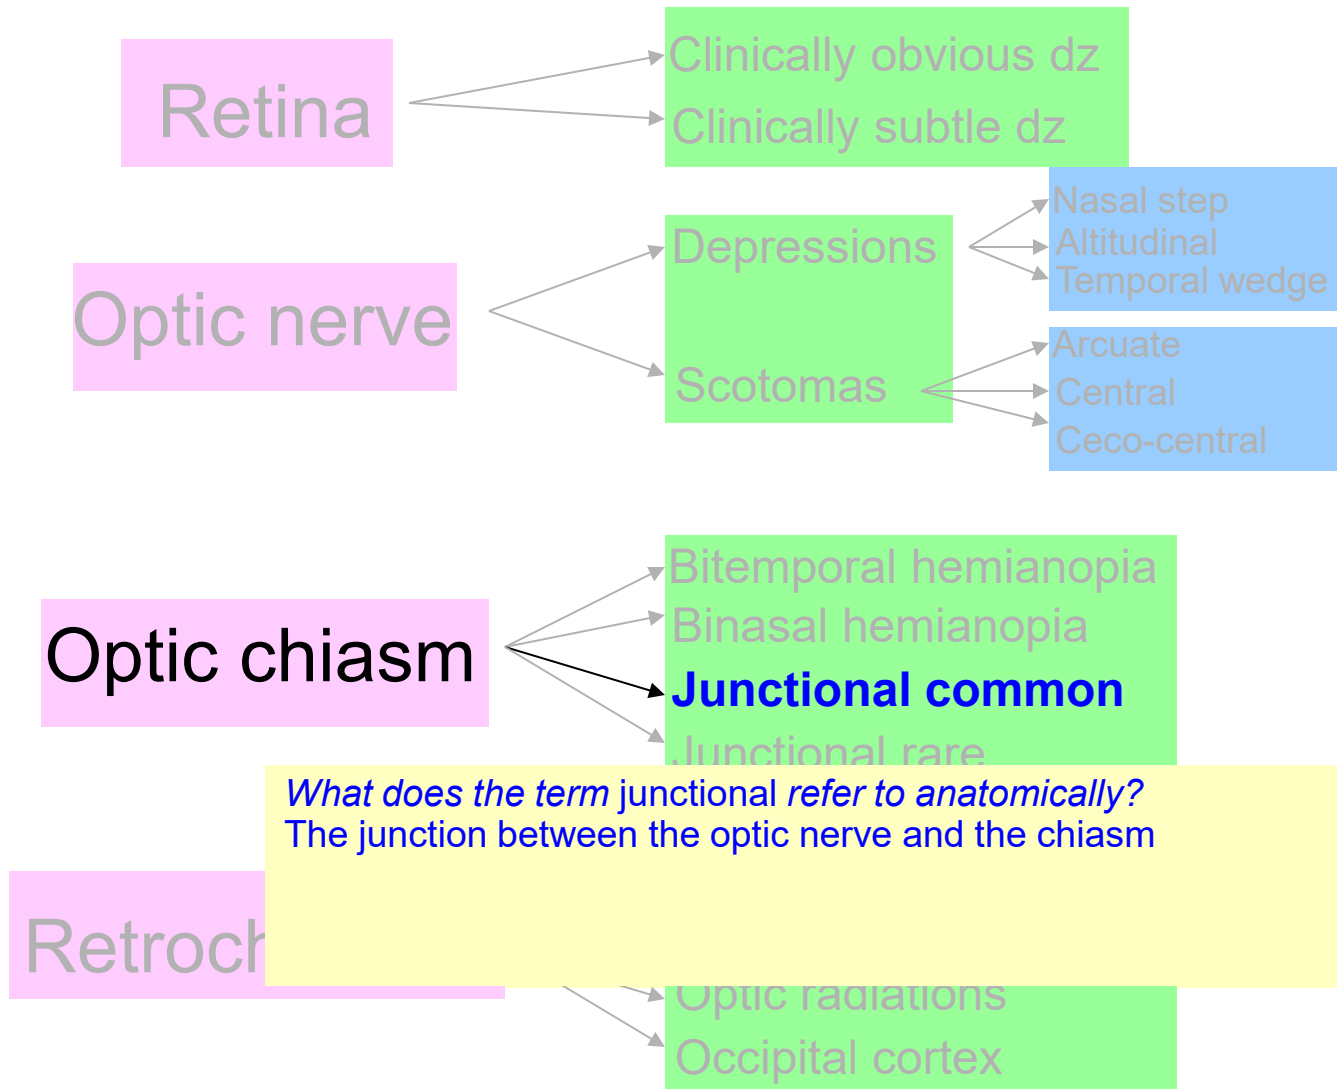 Retina
Clinically obvious dz
Clinically subtle dz
Optic nerve
Depressions
Nasal step
Altitudinal
Temporal wedge
Scotomas
Arcuate
Central
Ceco-central
Optic chiasm
Bitemporal hemianopia
Binasal hemianopia
Junctional common
Junctional rare
What does the term junctional refer to anatomically?
The junction between the optic nerve and the chiasm
Optic radiations
Occipital cortex